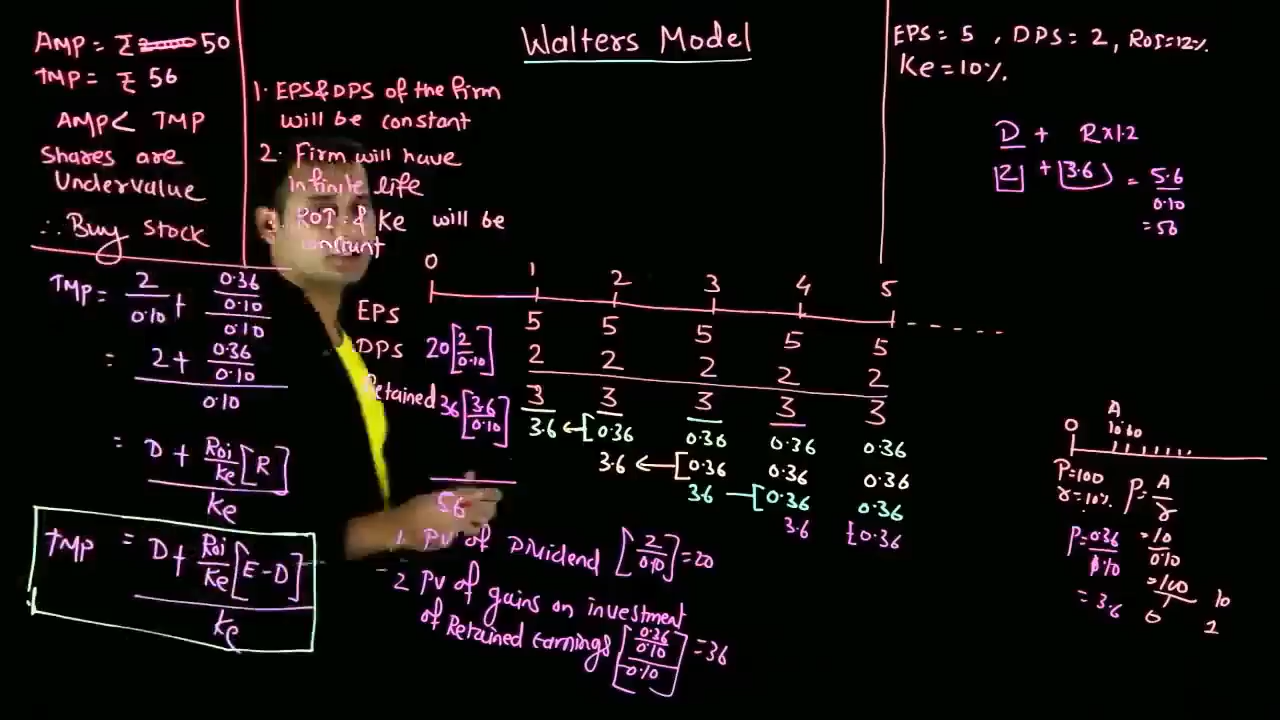 Walters Model
AMP = ₹ 50
TMP = ₹ 56
AMP < TMP
Shares are
Undervalue
∴ Buy Stock
1. EPS&DPS of the firm
will be constant
2. Firm will have
infinite life
ROI & Ke will be
constant
EPS = 5 , DPS = 2, ROI=12%
Ke = 10%
D + R×1.2
2 + 3.6 = 5.6/0.10
= 56
TMP = 2/0.10 + 0.36/0.10/0.10
= 2 + 0.36/0.10 / 0.10
= D + Roi/Ke [R] / Ke
TMP = D + Roi/Ke [E-D] / Ke
0 1 2 3 4 5 ------
EPS 5 5 5 5 5
DPS 20 [2/0.10] 2 2 2 2 2
Retained 36 [3.6/0.10] 3 3 3 3 3
3.6 ← [0.36 0.36 0.36 0.36
3.6 ← [0.36 0.36 0.36
3.6 – [0.36 0.36
3.6 [0.36
56
1. PV of Dividend [2/0.10] = 20
2 PV of gains on investment
of Retained Earnings [0.36/0.10/0.10] = 36
A
0 10 10
P=100
r=10%
P=A/r
=10/0.10
=100
P=0.36/0.10
= 3.6